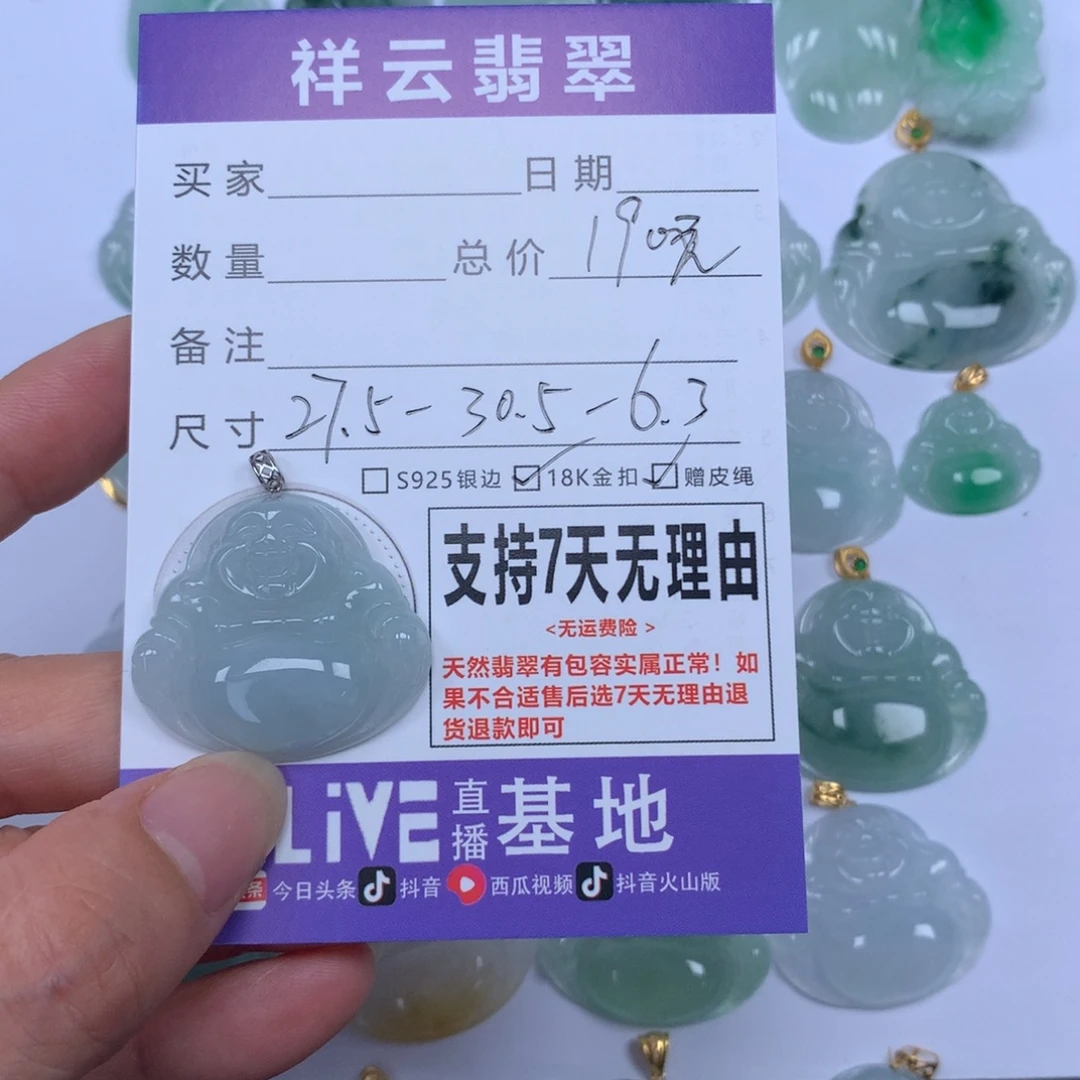 祥云翡翠
买家 日期
数量 总价
备注
尺寸 27.5-30.5-6.3
S925银边 18K金扣 赠皮绳
支持7天无理由
<无运费险 >
天然翡翠有包容实属正常！如
果不合适售后选7天无理由退
货退款即可
LiVE 直播 基地
条 今日头条 抖音 西瓜视频 抖音火山版